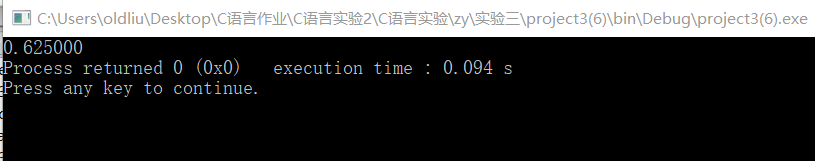 C:\Users\oldliu\Desktop\C语言作业\C语言实验2\C语言实验\zy\实验三\project3(6)\bin\Debug\project3(6).exe
0.625000
Process returned 0 (0x0)   execution time : 0.094 s
Press any key to continue.